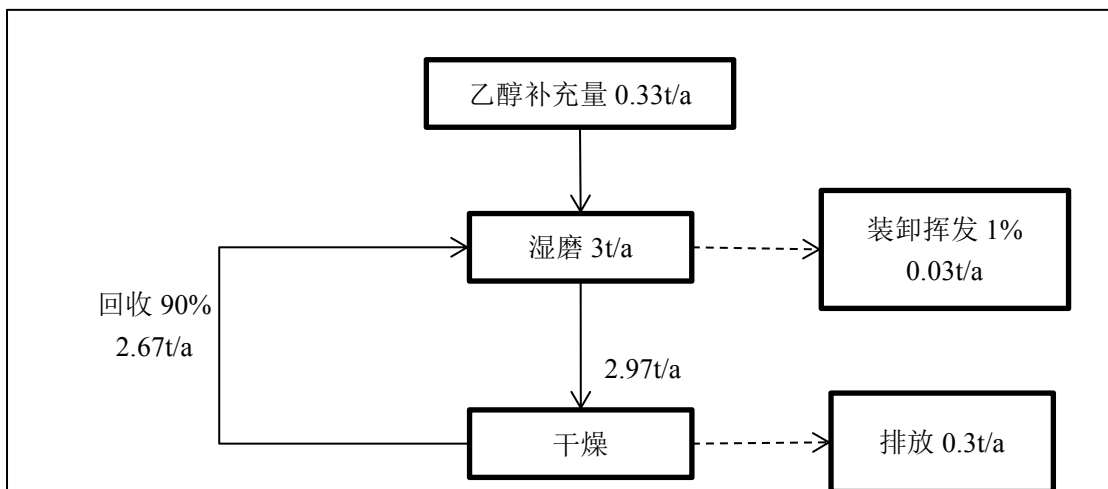 乙醇补充量 0.33t/a
湿磨 3t/a
装卸挥发 1%
0.03t/a
回收 90%
2.67t/a
2.97t/a
干燥
排放 0.3t/a